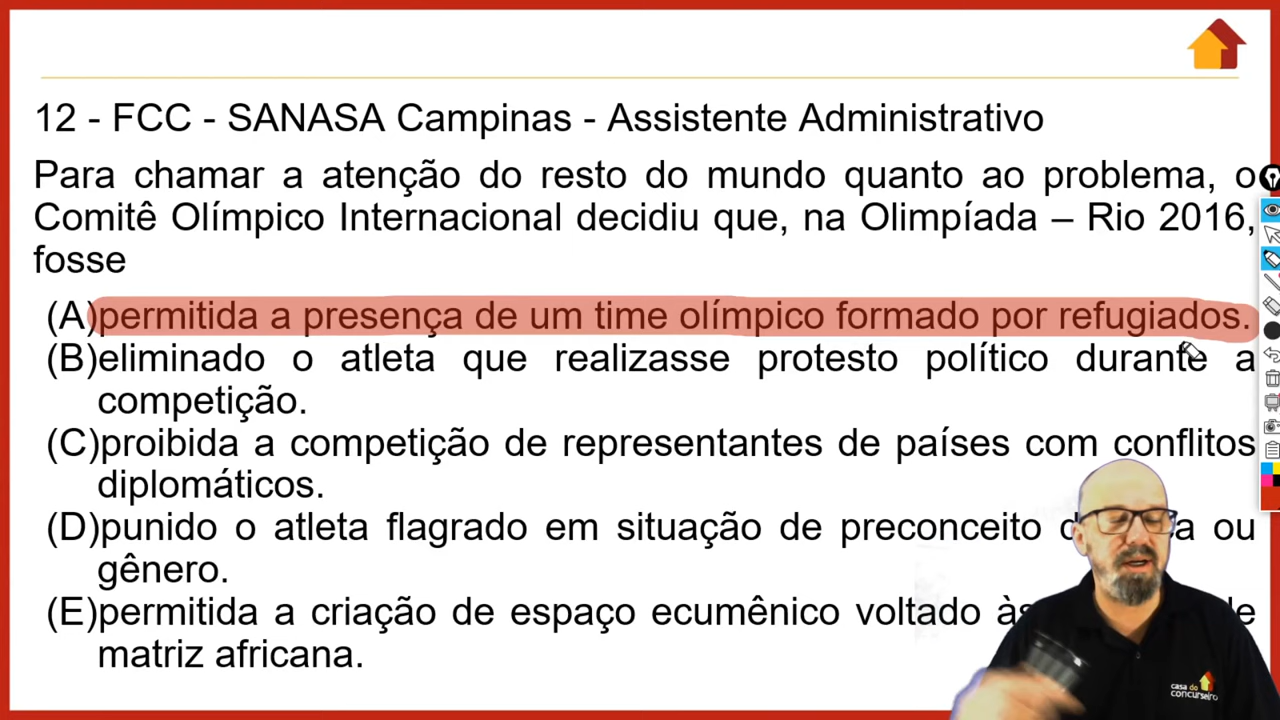 12 - FCC - SANASA Campinas - Assistente Administrativo
Para chamar a atenção do resto do mundo quanto ao problema, o
Comitê Olímpico Internacional decidiu que, na Olimpíada – Rio 2016,
fosse
(A)permitida a presença de um time olímpico formado por refugiados.
(B)eliminado o atleta que realizasse protesto político durante a
competição.
(C)proibida a competição de representantes de países com conflitos
diplomáticos.
(D)punido o atleta flagrado em situação de preconceito ou
gênero.
(E)permitida a criação de espaço ecumênico voltado
matriz africana.
casa do
concurseiro